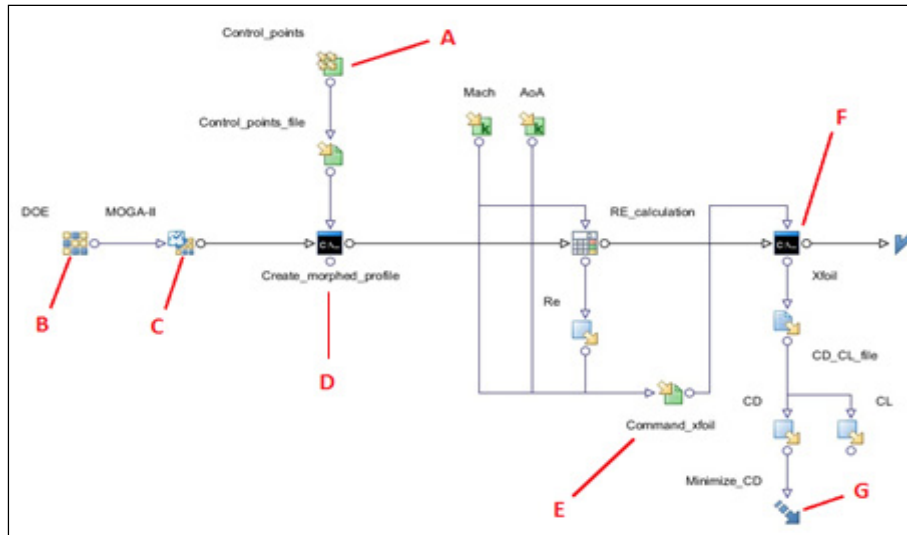 Control_points
A
Mach
AoA
F
Control_points_file
k
k
DOE
MOGA-II
RE_calculation
C:\...
C:\...
Create_morphed_profile
Xfoil
B
C
D
Re
CD_CL_file
CD
CL
Command_xfoil
E
Minimize_CD
G